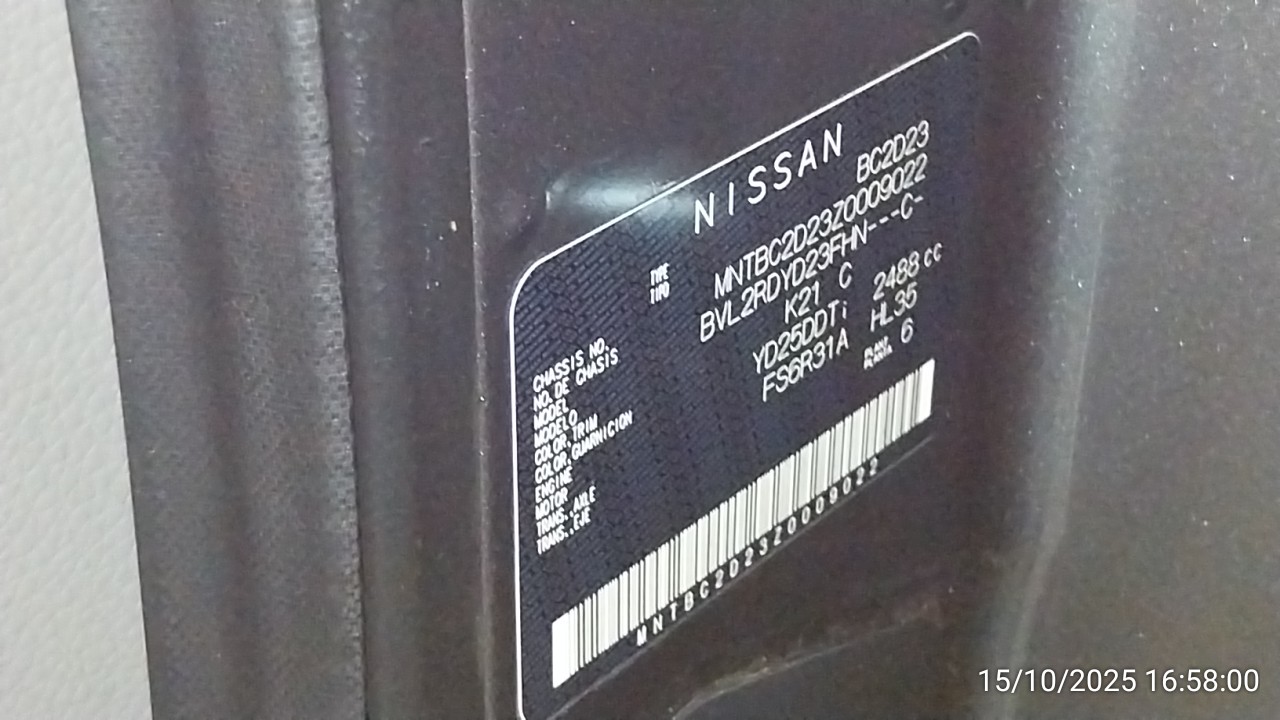 NISSAN
TYPE BC2D23
TIPO
CHASSIS NO. MNTBC2D23Z0009022
NO. DE CHASIS
MODEL BVL2RDYD23FHN---C-
MODELO
COLOR,TRIM K21 C
COLOR,GUARNICION
ENGINE YD25DDTi 2488 cc
MOTOR
TRANS.,AXLE FS6R31A HL35
TRANS.,EJE
PLANT 6
PLANTA
MNTBC2D23Z0009022
15/10/2025 16:58:00